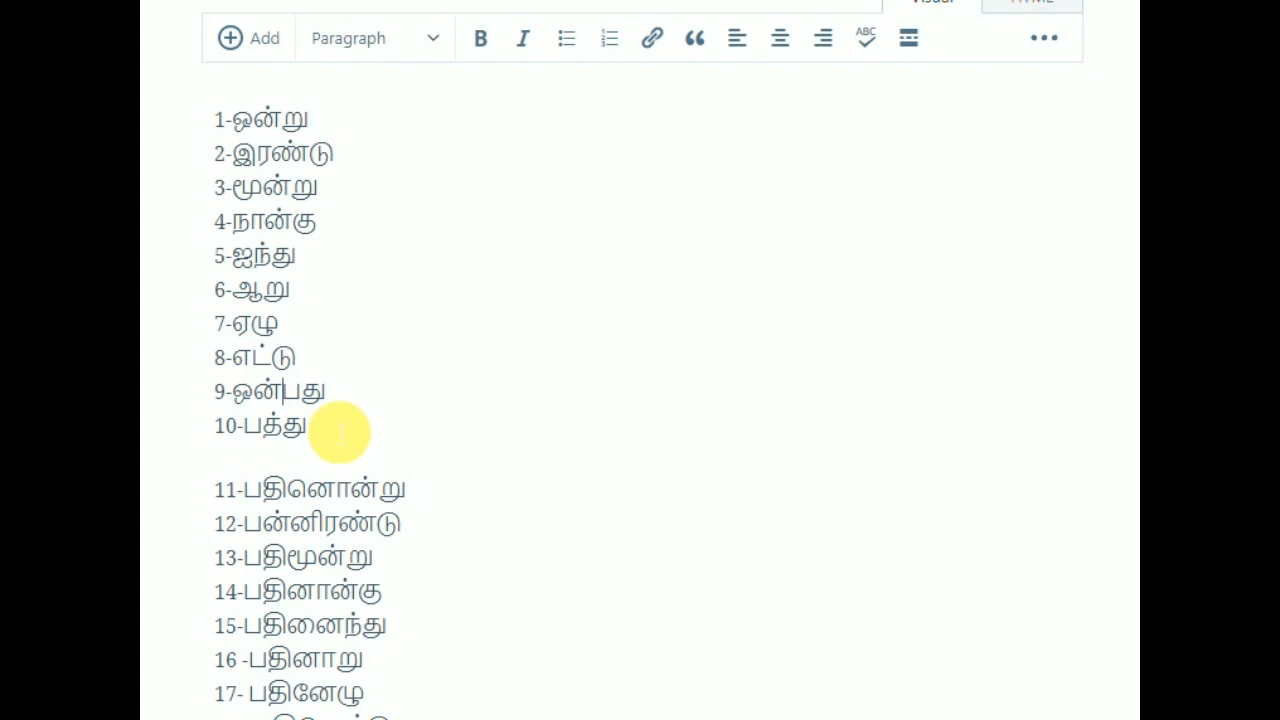 Add Paragraph B I ABC
1-ஒன்று
2-இரண்டு
3-மூன்று
4-நான்கு
5-ஐந்து
6-ஆறு
7-ஏழு
8-எட்டு
9-ஒன்பது
10-பத்து
11-பதினொன்று
12-பன்னிரண்டு
13-பதிமூன்று
14-பதினான்கு
15-பதினைந்து
16 -பதினாறு
17- பதினேழு